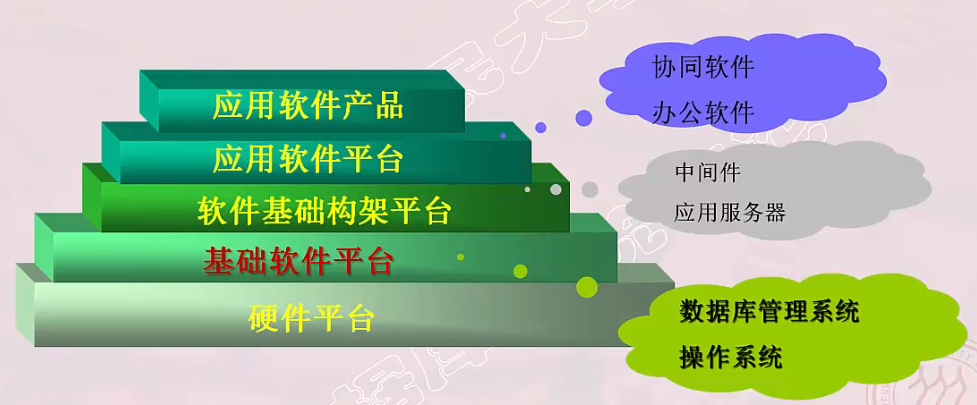 应用软件产品
应用软件平台
软件基础构架平台
基础软件平台
硬件平台
协同软件
办公软件
中间件
应用服务器
数据库管理系统
操作系统